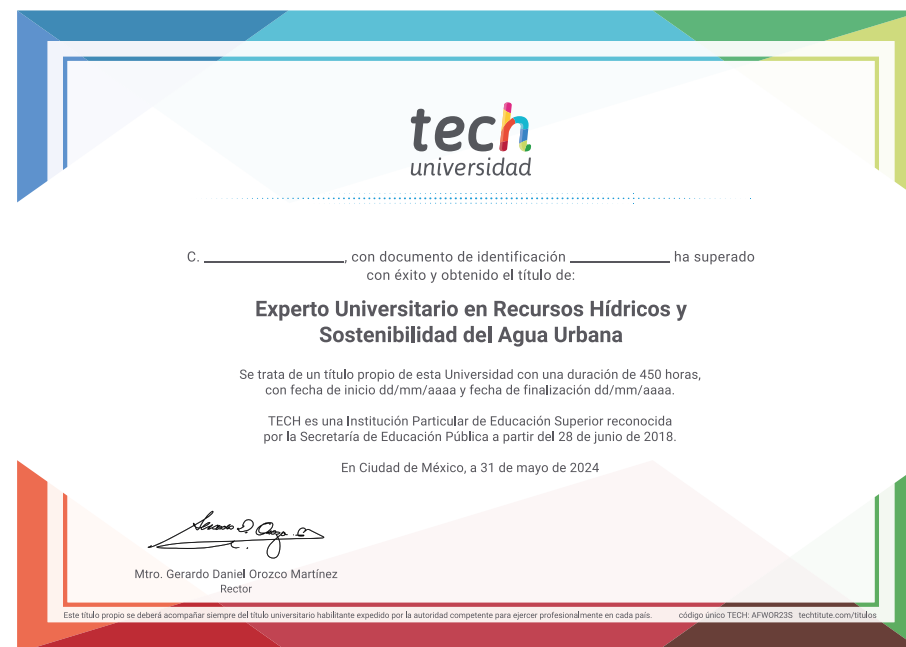 tech
universidad
C. ____________, con documento de identificación ____________ ha superado
con éxito y obtenido el título de:
Experto Universitario en Recursos Hídricos y
Sostenibilidad del Agua Urbana
Se trata de un título propio de esta Universidad con una duración de 450 horas,
con fecha de inicio dd/mm/aaaa y fecha de finalización dd/mm/aaaa.
TECH es una Institución Particular de Educación Superior reconocida
por la Secretaría de Educación Pública a partir del 28 de junio de 2018.
En Ciudad de México, a 31 de mayo de 2024
Mtro. Gerardo Daniel Orozco Martínez
Rector
Este título propio se deberá acompañar siempre del título universitario habilitante expedido por la autoridad competente para ejercer profesionalmente en cada país. código único TECH: AFWOR23S techtitute.com/titulos